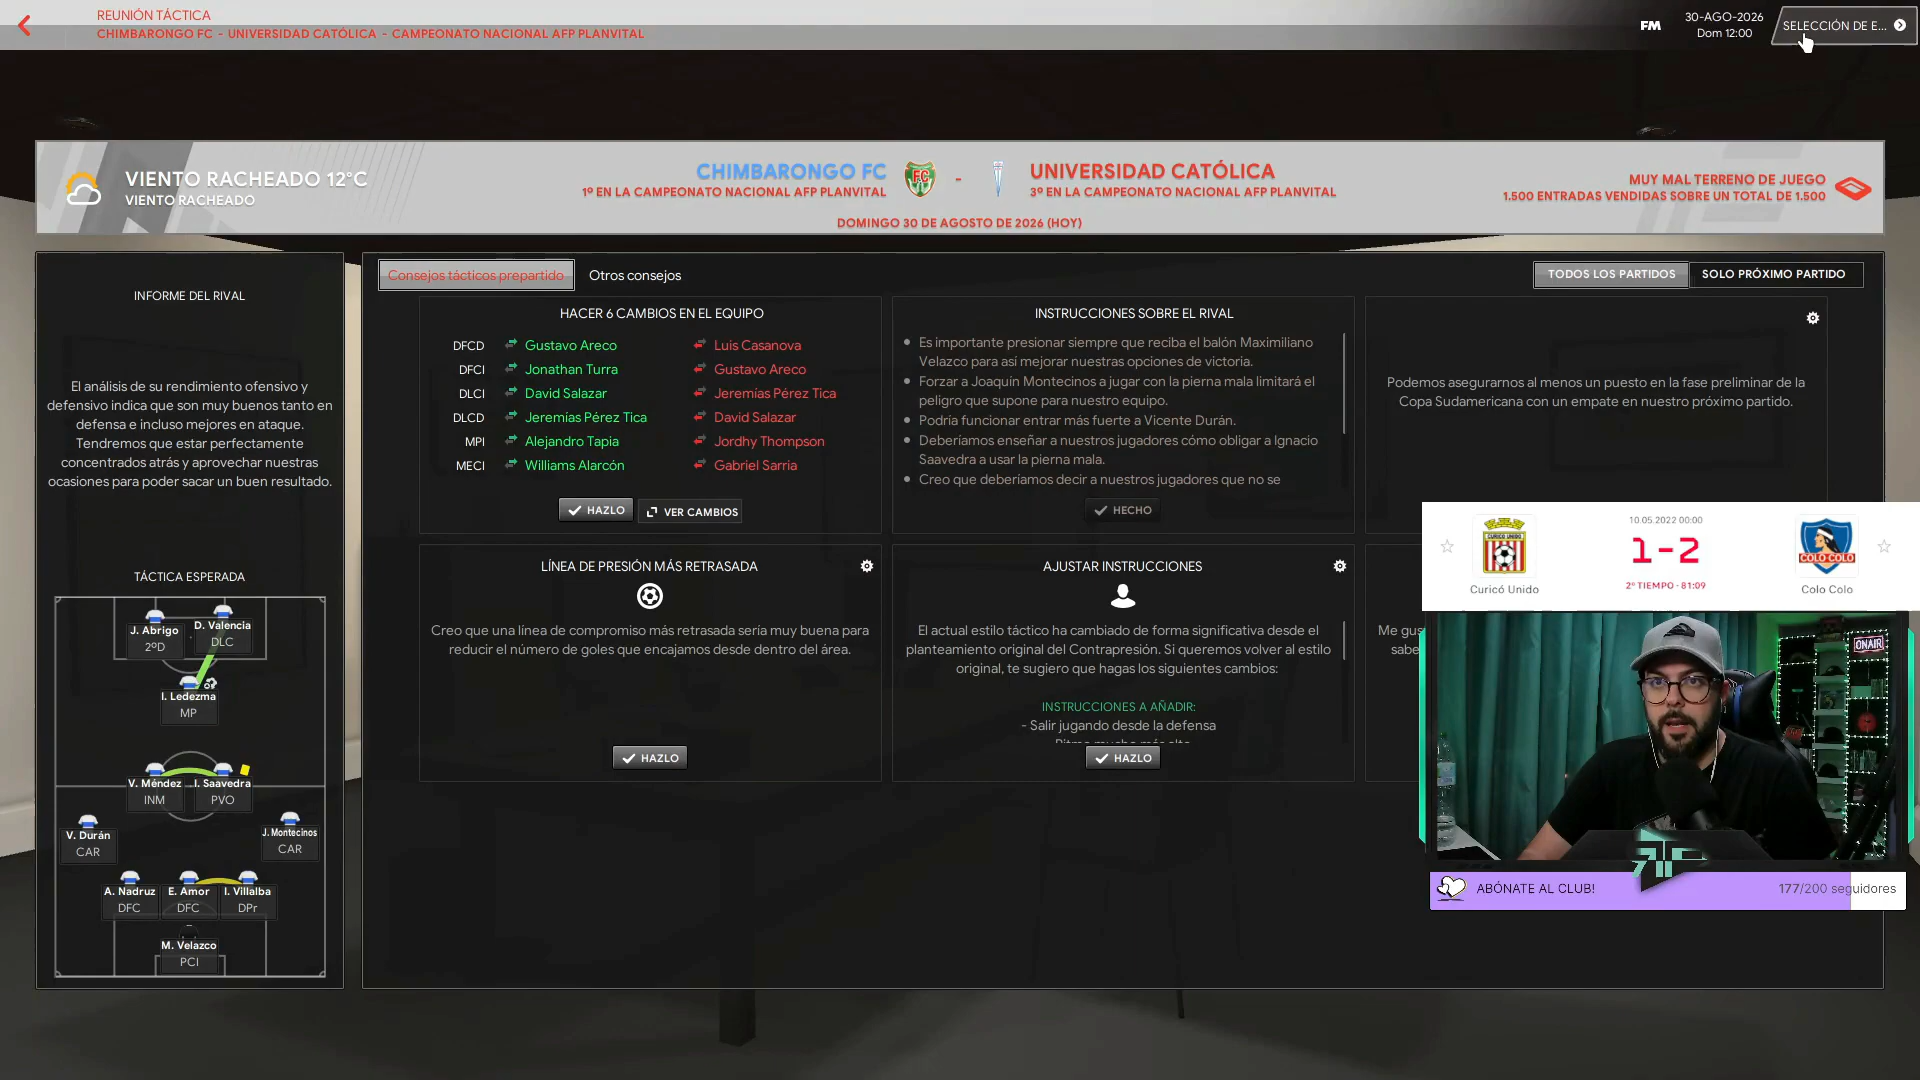 REUNIÓN TÁCTICA
CHIMBARONGO FC - UNIVERSIDAD CATÓLICA - CAMPEONATO NACIONAL AFP PLANVITAL
FM
30-AGO-2026
Dom 12:00
SELECCIÓN DE E...
VIENTO RACHEADO 12°C
VIENTO RACHEADO
CHIMBARONGO FC
1º EN LA CAMPEONATO NACIONAL AFP PLANVITAL
FC
-
UNIVERSIDAD CATÓLICA
3º EN LA CAMPEONATO NACIONAL AFP PLANVITAL
DOMINGO 30 DE AGOSTO DE 2026 (HOY)
MUY MAL TERRENO DE JUEGO
1.500 ENTRADAS VENDIDAS SOBRE UN TOTAL DE 1.500
INFORME DEL RIVAL
El análisis de su rendimiento ofensivo y
defensivo indica que son muy buenos tanto en
defensa e incluso mejores en ataque.
Tendremos que estar perfectamente
concentrados atrás y aprovechar nuestras
ocasiones para poder sacar un buen resultado.
TÁCTICA ESPERADA
J. Abrigo
2ºD
D. Valencia
DLC
I. Ledezma
MP
V. Méndez
INM
I. Saavedra
PVO
V. Durán
CAR
J. Montecinos
CAR
A. Nadruz
DFC
E. Amor
DFC
I. Villalba
DPr
M. Velazco
PCI
Consejos tácticos prepartido
Otros consejos
TODOS LOS PARTIDOS
SOLO PRÓXIMO PARTIDO
HACER 6 CAMBIOS EN EL EQUIPO
DFCD Gustavo Areco Luis Casanova
DFCI Jonathan Turra Gustavo Areco
DLCI David Salazar Jeremías Pérez Tica
DLCD Jeremías Pérez Tica David Salazar
MPI Alejandro Tapia Jordhy Thompson
MECI Williams Alarcón Gabriel Sarria
HAZLO
VER CAMBIOS
INSTRUCCIONES SOBRE EL RIVAL
Es importante presionar siempre que reciba el balón Maximiliano
Velazco para así mejorar nuestras opciones de victoria.
Forzar a Joaquín Montecinos a jugar con la pierna mala limitará el
peligro que supone para nuestro equipo.
Podría funcionar entrar más fuerte a Vicente Durán.
Deberíamos enseñar a nuestros jugadores cómo obligar a Ignacio
Saavedra a usar la pierna mala.
Creo que deberíamos decir a nuestros jugadores que no se
HECHO
Podemos asegurarnos al menos un puesto en la fase preliminar de la
Copa Sudamericana con un empate en nuestro próximo partido.
LÍNEA DE PRESIÓN MÁS RETRASADA
Creo que una línea de compromiso más retrasada sería muy buena para
reducir el número de goles que encajamos desde dentro del área.
HAZLO
AJUSTAR INSTRUCCIONES
El actual estilo táctico ha cambiado de forma significativa desde el
planteamiento original del Contrapresión. Si queremos volver al estilo
original, te sugiero que hagas los siguientes cambios:
INSTRUCCIONES A AÑADIR:
- Salir jugando desde la defensa
- Ritmo mucho más alto
HAZLO
Me gus
sabe
CURICO UNIDO
Curicó Unido
10.05.2022 00:00
1-2
2º TIEMPO - 81:09
COLO COLO
Colo Colo
ON AIR
ABÓNATE AL CLUB!
177/200 seguidores